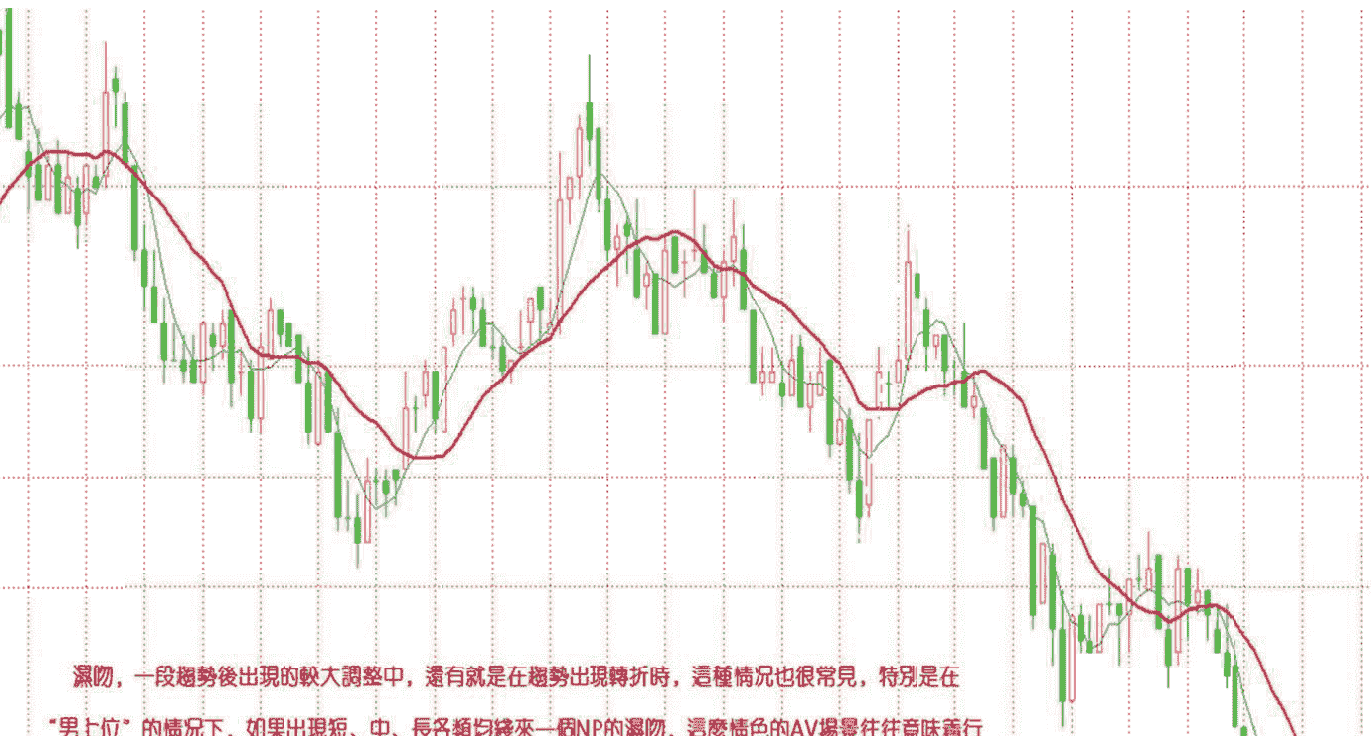 濕吻，一段趨勢後出現的較大調整中，還有就是在趨勢出現轉折時，這種情況也很常見，特別是在
“男上位”的情况下，如果出現短、中、長各類均綫來一個NP的濕吻，這麽情色的AV場景往往意味着行